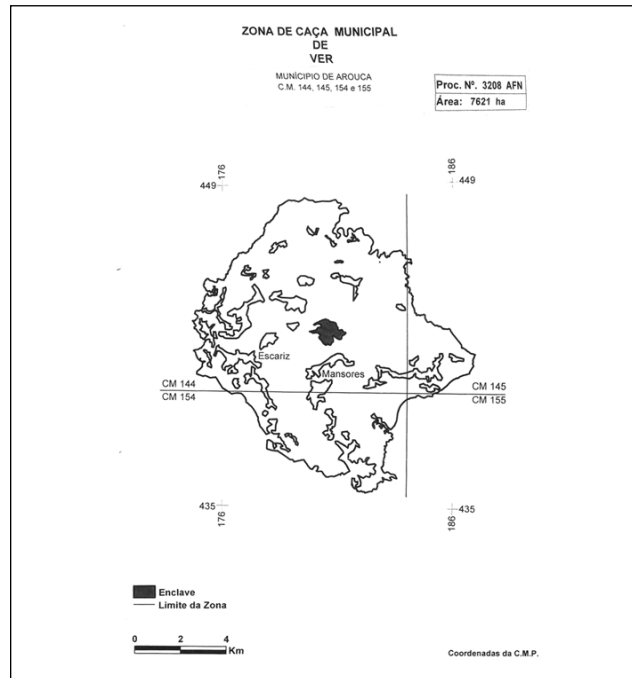 ZONA DE CAÇA MUNICIPAL
DE
VER
MUNICÍPIO DE AROUCA
C.M. 144, 145, 154 e 155
Proc. Nº. 3208 AFN
Área: 7621 ha
176
186
449
449
Escariz
Mansores
CM 144
CM 145
CM 154
CM 155
435
435
176
186
Enclave
Limite da Zona
0 2 4
Km
Coordenadas da C.M.P.